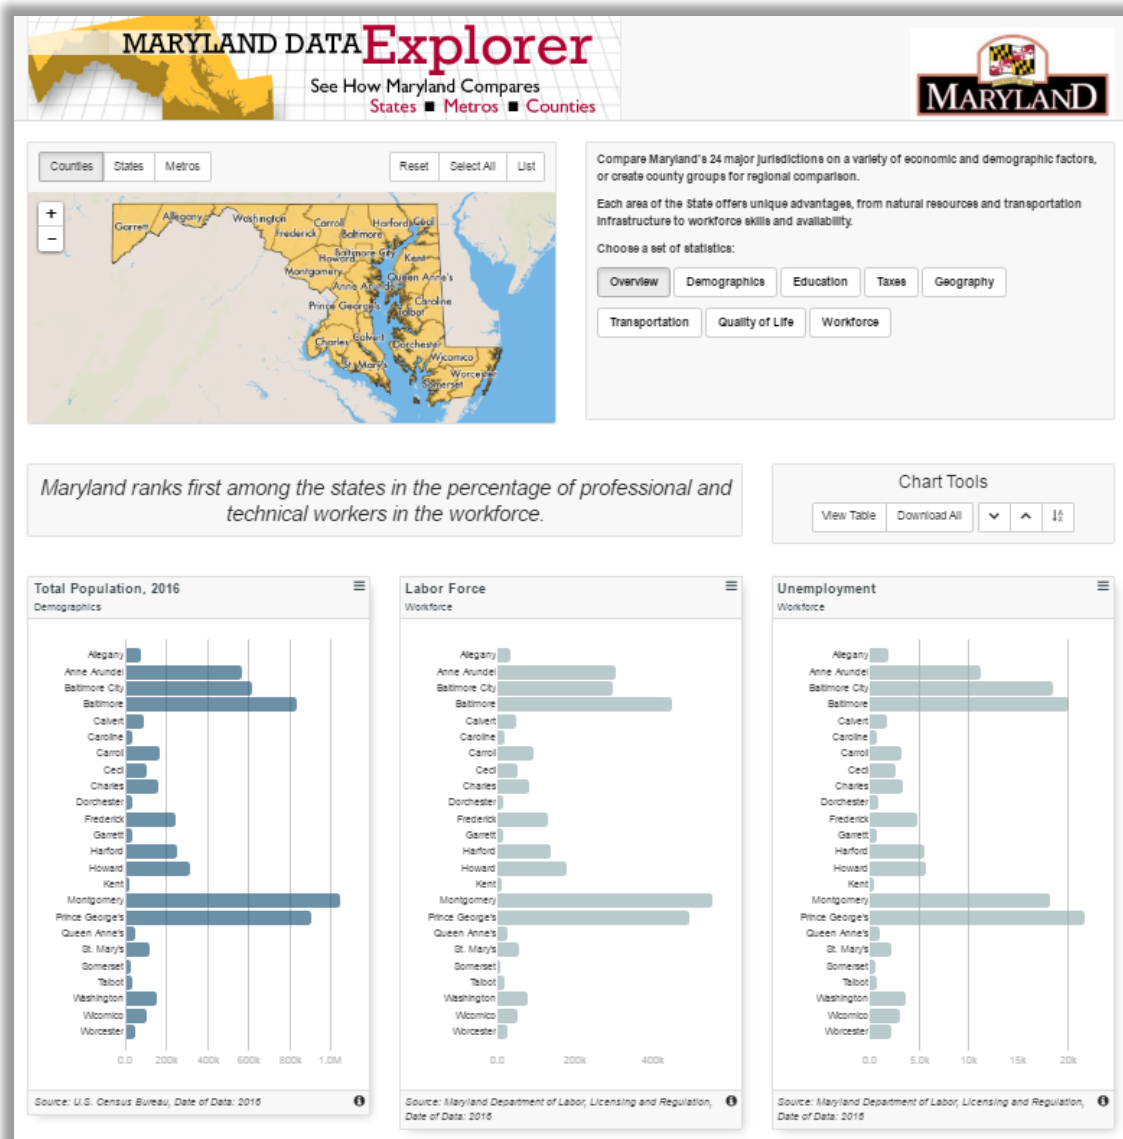 MARYLAND DATA Explorer
See How Maryland Compares
States ■ Metros ■ Counties
MARYLAND
Counties States Metros
Reset Select All List
+
−
Garrett
Allegany
Washington
Frederick
Carroll
Baltimore
Harford
Cecil
Howard
Baltimore City
Kent
Montgomery
Queen Anne's
Prince George's
Caroline
Talbot
Charles
Calvert
Dorchester
St. Mary's
Wicomico
Somerset
Compare Maryland's 24 major jurisdictions on a variety of economic and demographic factors,
or create county groups for regional comparison.
Each area of the State offers unique advantages, from natural resources and transportation
infrastructure to workforce skills and availability.
Choose a set of statistics:
Overview Demographics Education Taxes Geography
Transportation Quality of Life Workforce
Maryland ranks first among the states in the percentage of professional and
technical workers in the workforce.
Chart Tools
View Table Download All
Total Population, 2016
Demographics
Allegany
Anne Arundel
Baltimore City
Baltimore
Calvert
Caroline
Carroll
Cecil
Charles
Dorchester
Frederick
Garrett
Harford
Howard
Kent
Montgomery
Prince George's
Queen Anne's
St. Mary's
Somerset
Talbot
Washington
Wicomico
Worcester
0.0 200k 400k 600k 800k 1.0M
Source: U.S. Census Bureau, Date of Data: 2016
Labor Force
Workforce
Allegany
Anne Arundel
Baltimore City
Baltimore
Calvert
Caroline
Carroll
Cecil
Charles
Dorchester
Frederick
Garrett
Harford
Howard
Kent
Montgomery
Prince George's
Queen Anne's
St. Mary's
Somerset
Talbot
Washington
Wicomico
Worcester
0.0 200k 400k
Source: Maryland Department of Labor, Licensing and Regulation,
Date of Data: 2016
Unemployment
Workforce
Allegany
Anne Arundel
Baltimore City
Baltimore
Calvert
Caroline
Carroll
Cecil
Charles
Dorchester
Frederick
Garrett
Harford
Howard
Kent
Montgomery
Prince George's
Queen Anne's
St. Mary's
Somerset
Talbot
Washington
Wicomico
Worcester
0.0 5.0k 10k 15k 20k
Source: Maryland Department of Labor, Licensing and Regulation,
Date of Data: 2016